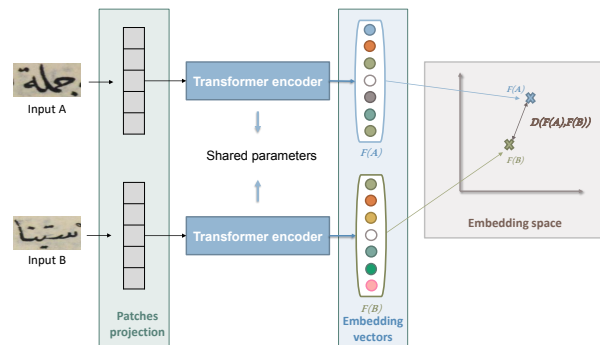 جملة
Input A
Transformer encoder
F(A)
Shared parameters
Input B
Transformer encoder
F(B)
Patches projection
Embedding vectors
F(A)
D(F(A),F(B))
F(B)
Embedding space